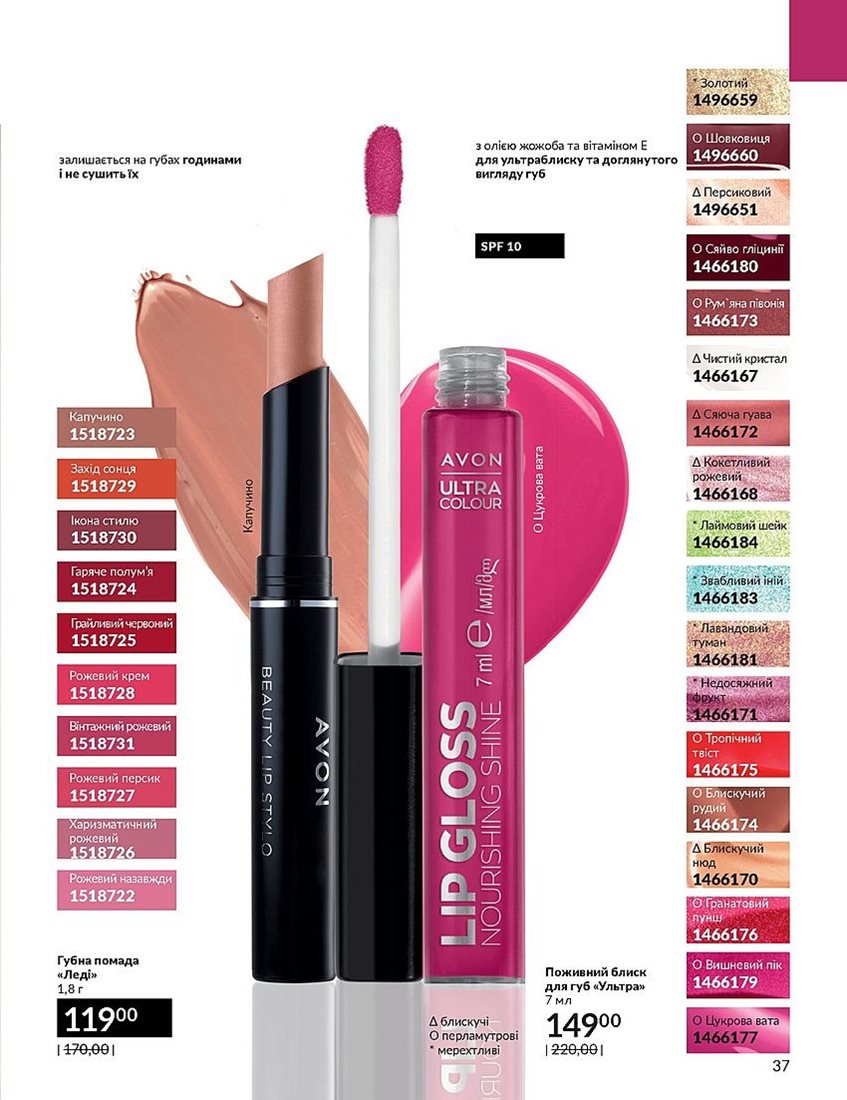 залишається на губах годинами
і не сушить їх
з олією жожоба та вітаміном Е
для ультраблиску та доглянутого
вигляду губ
SPF 10
Капучино
1518723
Захід сонця
1518729
Ікона стилю
1518730
Гаряче полум'я
1518724
Грайливий червоний
1518725
Рожевий крем
1518728
Вінтажний рожевий
1518731
Рожевий персик
1518727
Харизматичний
рожевий
1518726
Рожевий назавжди
1518722
Губна помада
«Леді»
1,8 г
11900
| 170,00 |
Капучино
AVON
BEAUTY LIP STYLO
AVON
ULTRA
COLOUR
7 ml e /мл/მლ
LIP GLOSS
NOURISHING SHINE
О Цукрова вата
Δ блискучі
О перламутрові
* мерехтливі
Поживний блиск
для губ «Ультра»
7 мл
14900
| 220,00 |
* Золотий
1496659
О Шовковиця
1496660
Δ Персиковий
1496651
О Сяйво гліцинії
1466180
О Рум`яна півонія
1466173
Δ Чистий кристал
1466167
Δ Сяюча гуава
1466172
Δ Кокетливий
рожевий
1466168
* Лаймовий шейк
1466184
* Звабливий іній
1466183
* Лавандовий
туман
1466181
* Недосяжний
фрукт
1466171
О Тропічний
твіст
1466175
О Блискучий
рудий
1466174
Δ Блискучий
нюд
1466170
О Гранатовий
пунш
1466176
О Вишневий пік
1466179
О Цукрова вата
1466177
37